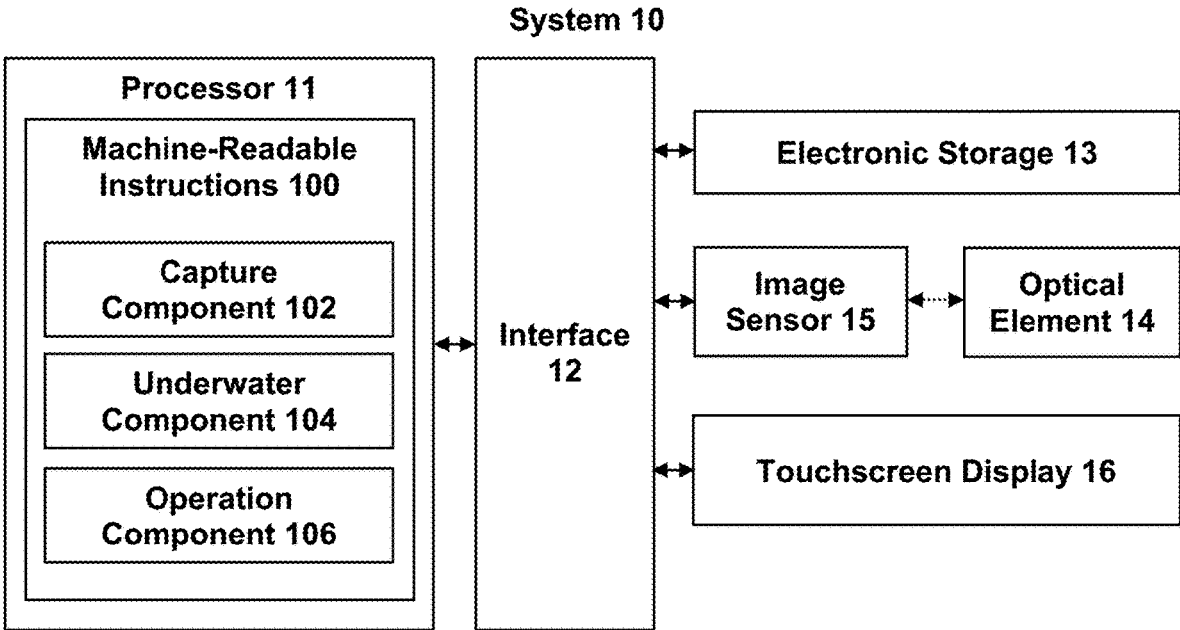 System 10
Processor 11
Machine-Readable
Instructions 100
Capture
Component 102
Underwater
Component 104
Operation
Component 106
Interface
12
Electronic Storage 13
Image
Sensor 15
Optical
Element 14
Touchscreen Display 16